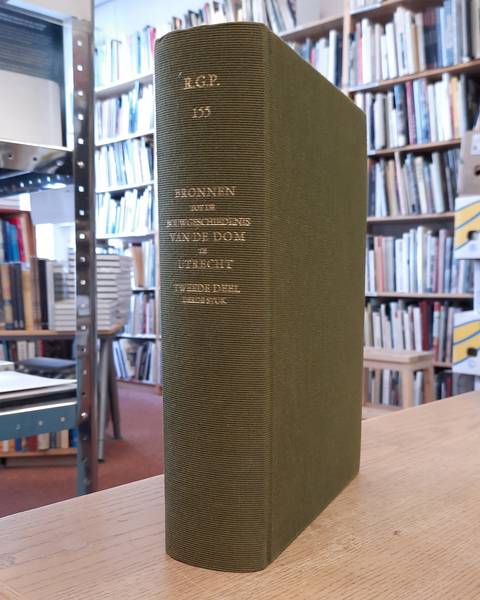 R.G.P.
155
BRONNEN
TOT DE
BOUWGESCHIEDENIS
VAN DE DOM
TE
UTRECHT
TWEEDE DEEL
DERDE STUK